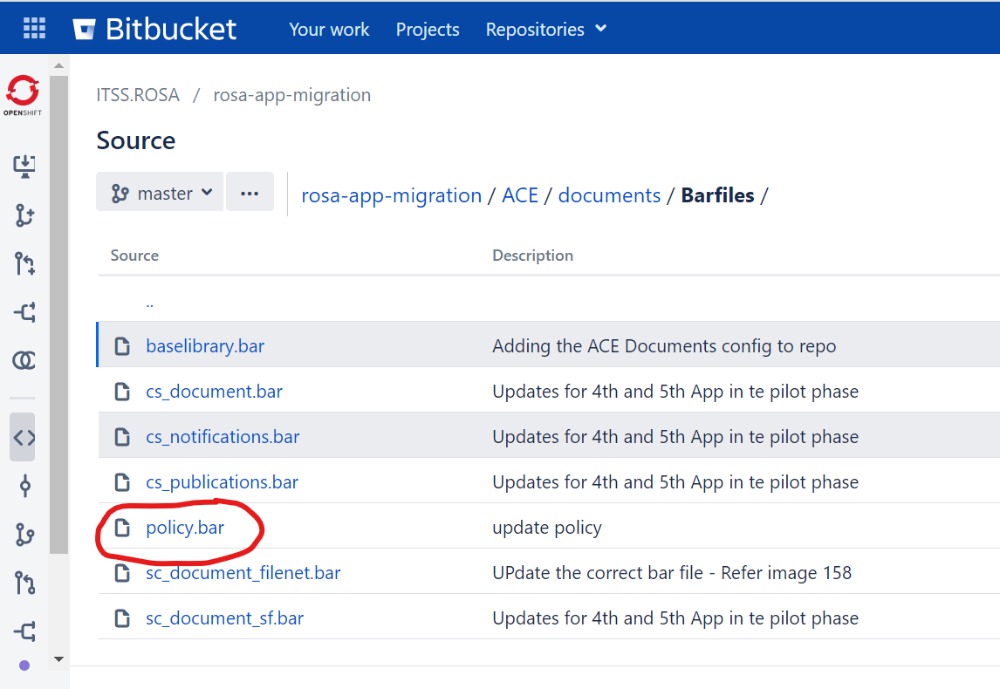 Bitbucket Your work Projects Repositories
OPENSHIFT
ITSS.ROSA / rosa-app-migration
Source
master ... rosa-app-migration / ACE / documents / Barfiles /
Source Description
..
baselibrary.bar Adding the ACE Documents config to repo
cs_document.bar Updates for 4th and 5th App in te pilot phase
cs_notifications.bar Updates for 4th and 5th App in te pilot phase
cs_publications.bar Updates for 4th and 5th App in te pilot phase
policy.bar update policy
sc_document_filenet.bar UPdate the correct bar file - Refer image 158
sc_document_sf.bar Updates for 4th and 5th App in te pilot phase